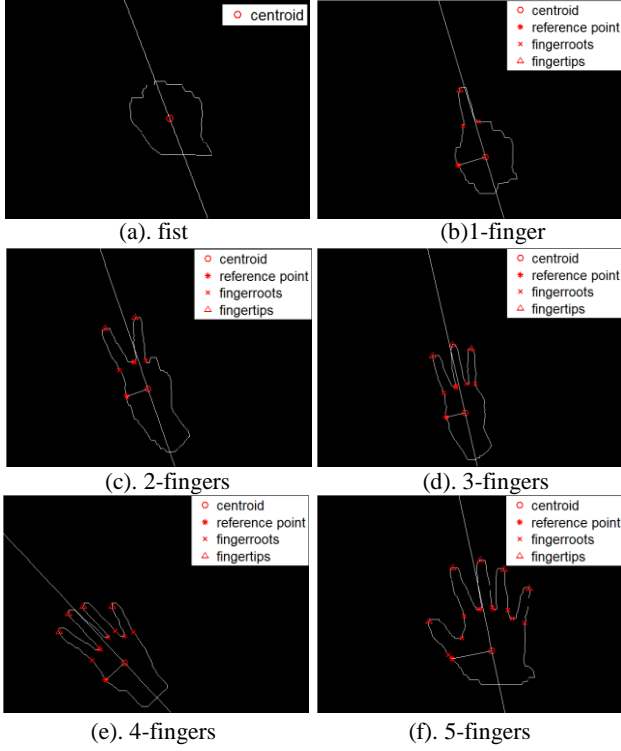 centroid
(a). fist
centroid
reference point
fingerroots
fingertips
(b)1-finger
centroid
reference point
fingerroots
fingertips
(c). 2-fingers
centroid
reference point
fingerroots
fingertips
(d). 3-fingers
centroid
reference point
fingerroots
fingertips
(e). 4-fingers
centroid
reference point
fingerroots
fingertips
(f). 5-fingers